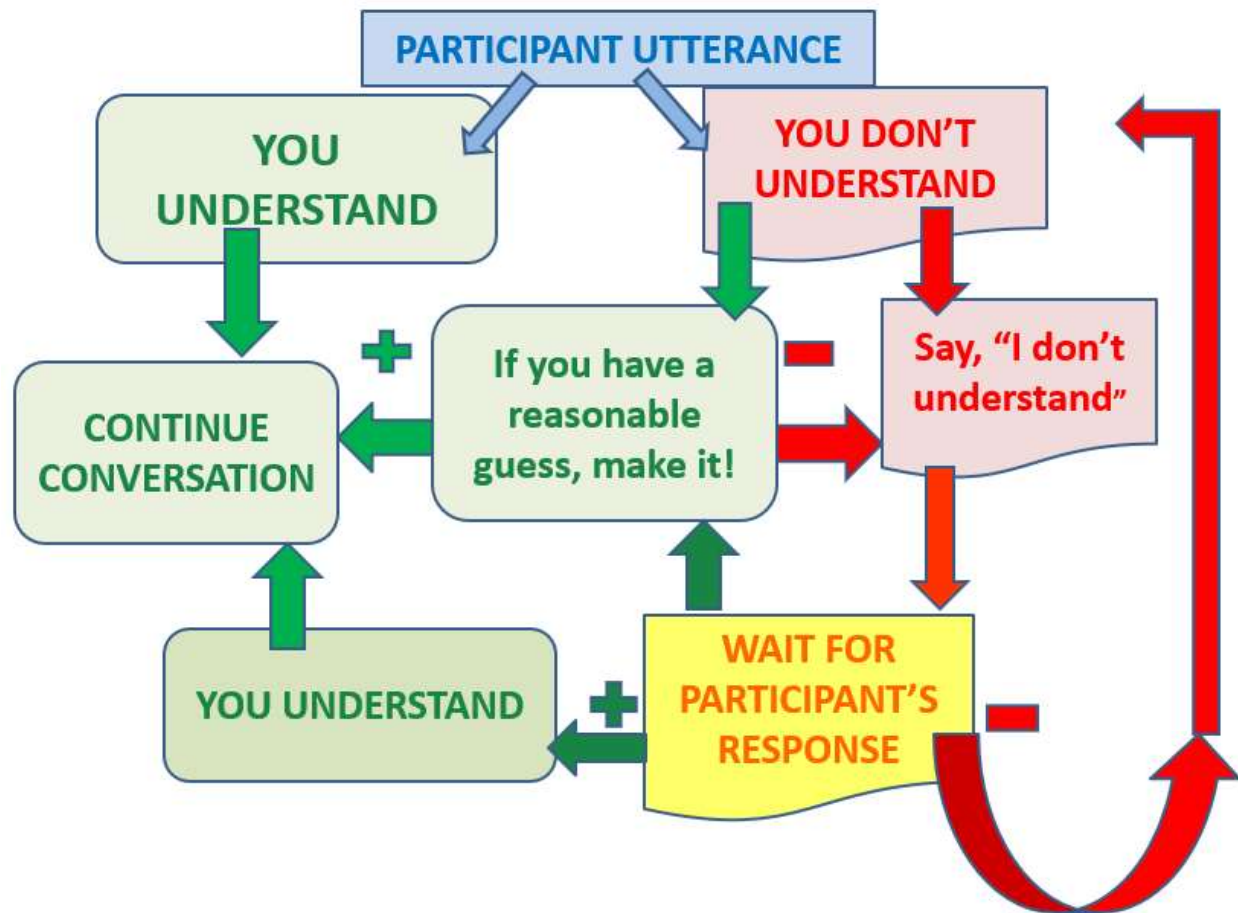 PARTICIPANT UTTERANCE
YOU
UNDERSTAND
YOU DON’T
UNDERSTAND
If you have a
reasonable
guess, make it!
Say, “I don’t
understand”
CONTINUE
CONVERSATION
YOU UNDERSTAND
WAIT FOR
PARTICIPANT’S
RESPONSE